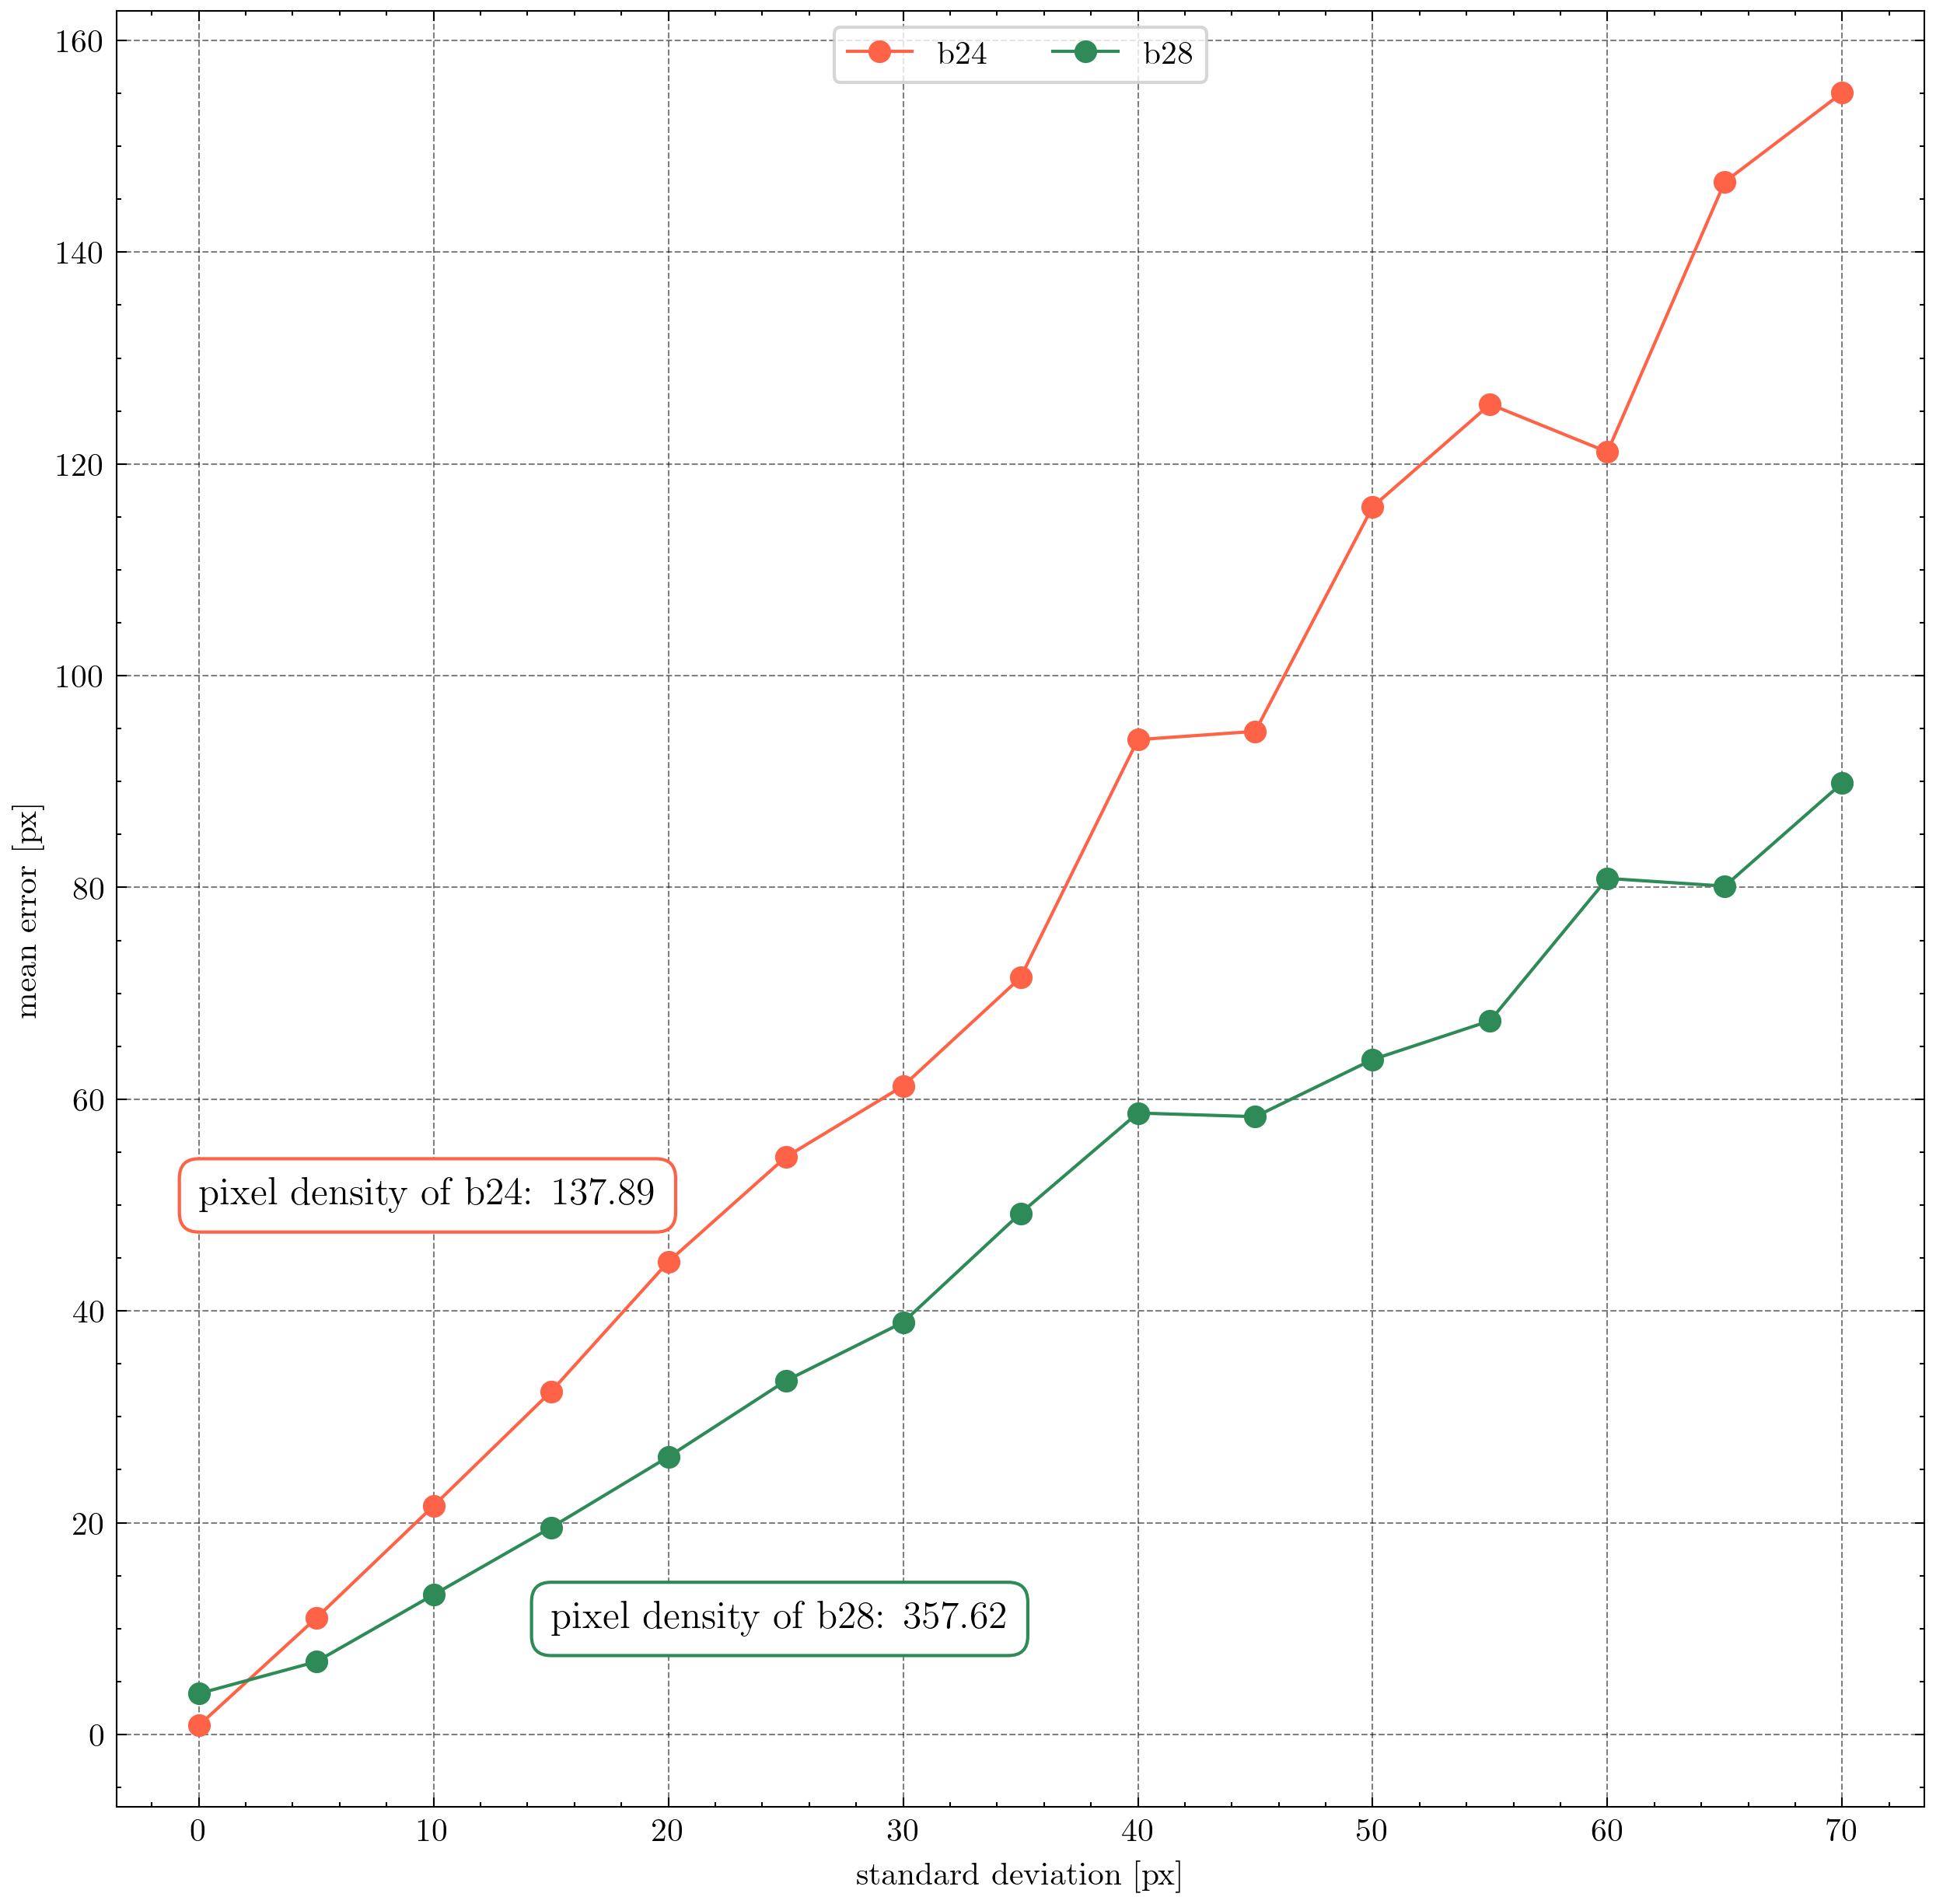 b24 b28
160
140
120
100
80
60
40
20
0
mean error [px]
pixel density of b24: 137.89
pixel density of b28: 357.62
0 10 20 30 40 50 60 70
standard deviation [px]